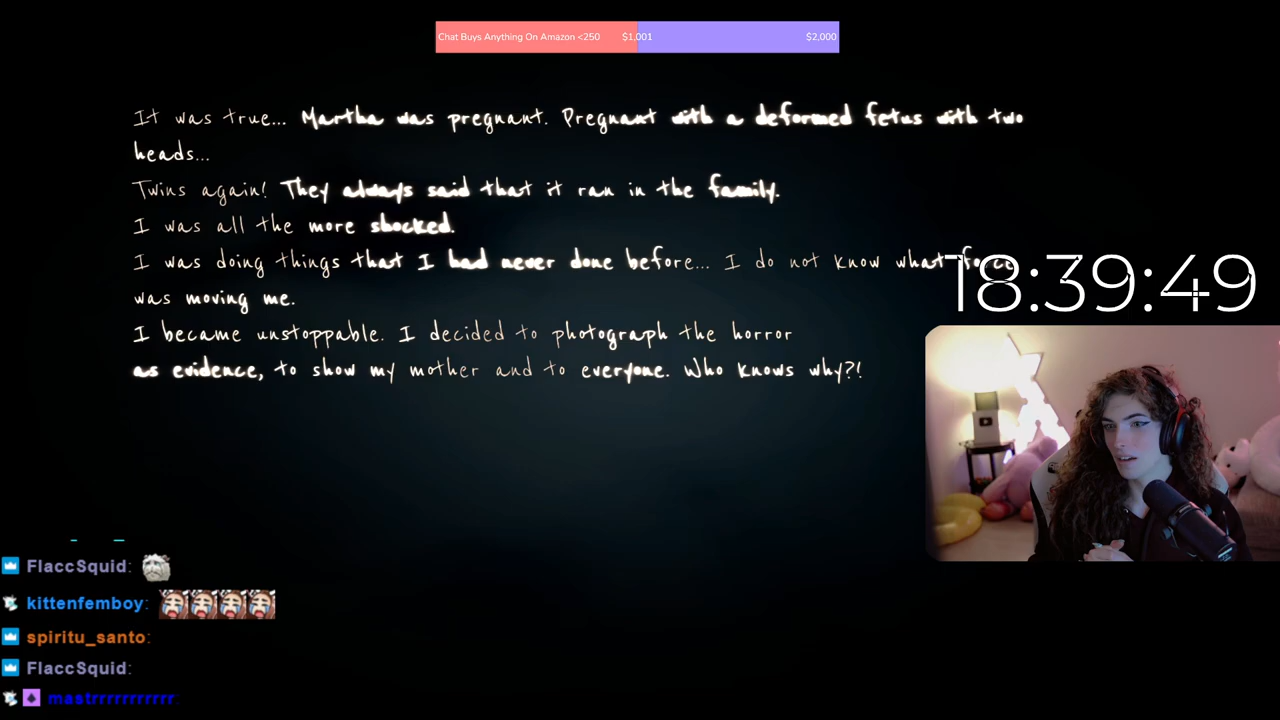 Chat Buys Anything On Amazon <250 $1,001 $2,000
It was true... Martha was pregnant. Pregnant with a deformed fetus with two
heads...
Twins again! They always said that it ran in the family.
I was all the more shocked.
I was doing things that I had never done before... I do not know what force
was moving me.
18:39:49
I became unstoppable. I decided to photograph the horror
as evidence, to show my mother and to everyone. Who knows why?!
FlaccSquid:
kittenfemboy:
spiritu_santo:
FlaccSquid:
mastrrrrrrrrrrr: